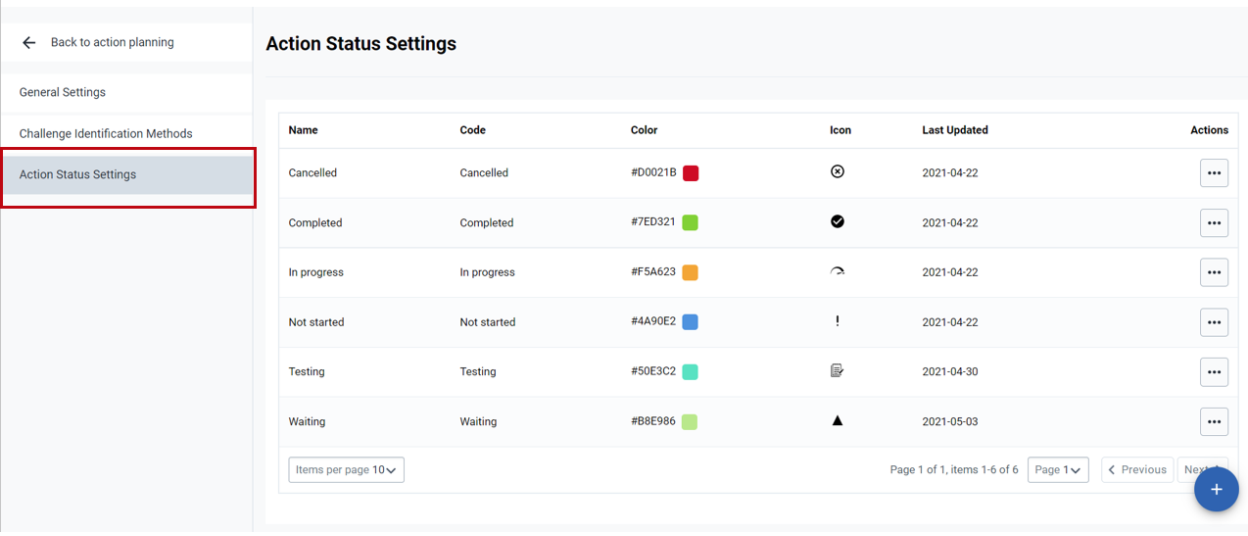 Back to action planning
Action Status Settings
General Settings
Challenge Identification Methods
Action Status Settings
Name Code Color Icon Last Updated Actions
Cancelled Cancelled #D0021B 2021-04-22
Completed Completed #7ED321 2021-04-22
In progress In progress #F5A623 2021-04-22
Not started Not started #4A90E2 2021-04-22
Testing Testing #50E3C2 2021-04-30
Waiting Waiting #B8E986 2021-05-03
Items per page 10 Page 1 of 1, items 1-6 of 6 Page 1 Previous Next